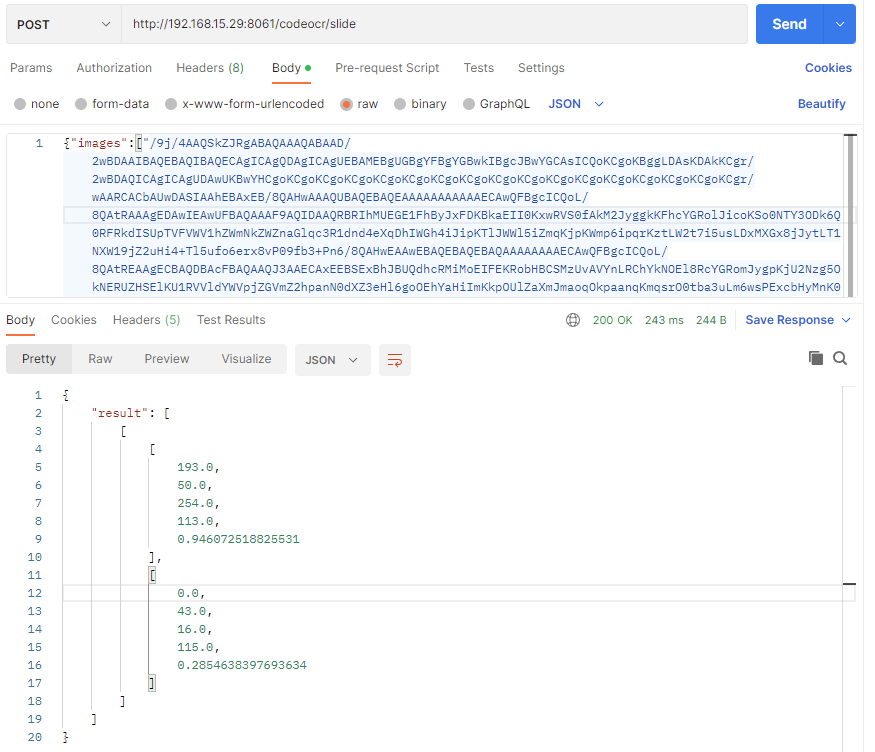 POST
http://192.168.15.29:8061/codeocr/slide
Send
Params Authorization Headers (8) Body Pre-request Script Tests Settings Cookies
none form-data x-www-form-urlencoded raw binary GraphQL JSON Beautify
1 {"images":["/9j/4AAQSkZJRgABAQAAAQABAAD/
2wBDAAIBAQEBAQIBAQECAgICAgQDAgICAgUEBAMEBgUGBgYFBgYGBwkIBgcJBwYGCAsICQoKCgoKBggLDAsKDAkKCgr/
2wBDAQICAgICAgUDAwUKBwYHCgoKCgoKCgoKCgoKCgoKCgoKCgoKCgoKCgoKCgoKCgoKCgoKCgoKCgoKCgoKCgoKCgr/
wAARCACbAUwDASIAAhEBAxEB/8QAHwAAAQUBAQEBAQEAAAAAAAAAAAECAwQFBgcICQoL/
8QAtRAAAgEDAwIEAwUFBAQAAAF9AQIDAAQRBRIhMUEGE1FhByJxFDKBkaEII0KxwRVS0fAkM2JyggkKFhcYGRolJicoKSo0NTY3ODk6Q
0RFRkdISUpTVFVWV1hZWmNkZWZnaGlqc3R1dnd4eXqDhIWGh4iJipKTlJWWl5iZmqKjpKWmp6ipqrKztLW2t7i5usLDxMXGx8jJytLT1
NXW19jZ2uHi4+Tl5ufo6erx8vP09fb3+Pn6/8QAHwEAAwEBAQEBAQEBAQAAAAAAAAECAwQFBgcICQoL/
8QAtREAAgECBAQDBAcFBAQAAQJ3AAECAxEEBSExBhJBUQdhcRMiMoEIFEKRobHBCSMzUvAVYnLRChYkNOEl8RcYGRomJygpKjU2Nzg5O
kNERUZHSElKU1RVVldYWVpjZGVmZ2hpanN0dXZ3eHl6goOEhYaHiImKkpOUlZaXmJmaoqOkpaanqKmqsrO0tba3uLm6wsPExcbHyMnK0
Body Cookies Headers (5) Test Results 200 OK 243 ms 244 B Save Response
Pretty Raw Preview Visualize JSON
1 {
2 "result": [
3 [
4 [
5 193.0,
6 50.0,
7 254.0,
8 113.0,
9 0.946072518825531
10 ],
11 [
12 0.0,
13 43.0,
14 16.0,
15 115.0,
16 0.2854638397693634
17 ]
18 ]
19 ]
20 }